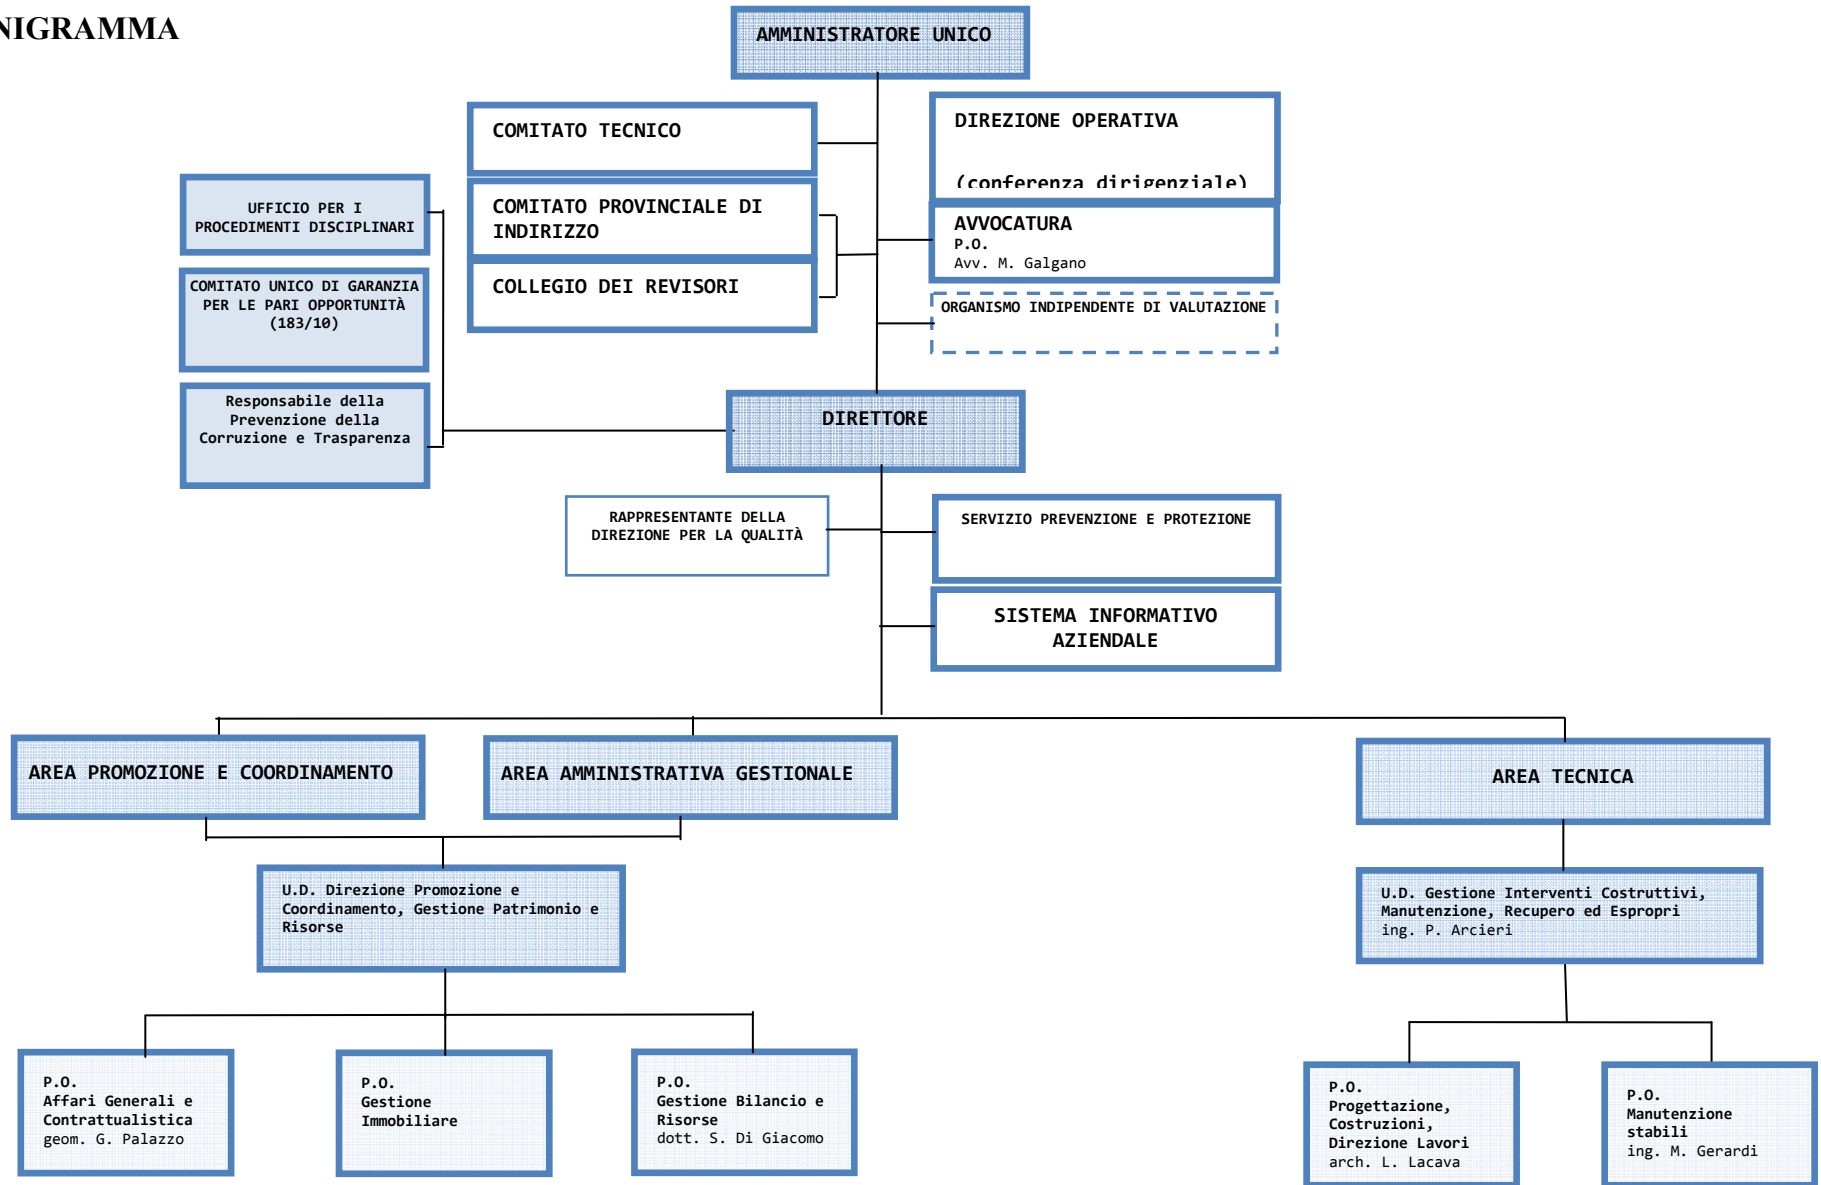 NIGRAMMA
AMMINISTRATORE UNICO
COMITATO TECNICO
DIREZIONE OPERATIVA
(conferenza dirigenziale)
UFFICIO PER I
PROCEDIMENTI DISCIPLINARI
COMITATO PROVINCIALE DI
INDIRIZZO
AVVOCATURA
P.O.
Avv. M. Galgano
COMITATO UNICO DI GARANZIA
PER LE PARI OPPORTUNITÀ
(183/10)
COLLEGIO DEI REVISORI
ORGANISMO INDIPENDENTE DI VALUTAZIONE
Responsabile della
Prevenzione della
Corruzione e Trasparenza
DIRETTORE
RAPPRESENTANTE DELLA
DIREZIONE PER LA QUALITÀ
SERVIZIO PREVENZIONE E PROTEZIONE
SISTEMA INFORMATIVO
AZIENDALE
AREA PROMOZIONE E COORDINAMENTO
AREA AMMINISTRATIVA GESTIONALE
AREA TECNICA
U.D. Direzione Promozione e
Coordinamento, Gestione Patrimonio e
Risorse
U.D. Gestione Interventi Costruttivi,
Manutenzione, Recupero ed Espropri
ing. P. Arcieri
P.O.
Affari Generali e
Contrattualistica
geom. G. Palazzo
P.O.
Gestione
Immobiliare
P.O.
Gestione Bilancio e
Risorse
dott. S. Di Giacomo
P.O.
Progettazione,
Costruzioni,
Direzione Lavori
arch. L. Lacava
P.O.
Manutenzione
stabili
ing. M. Gerardi